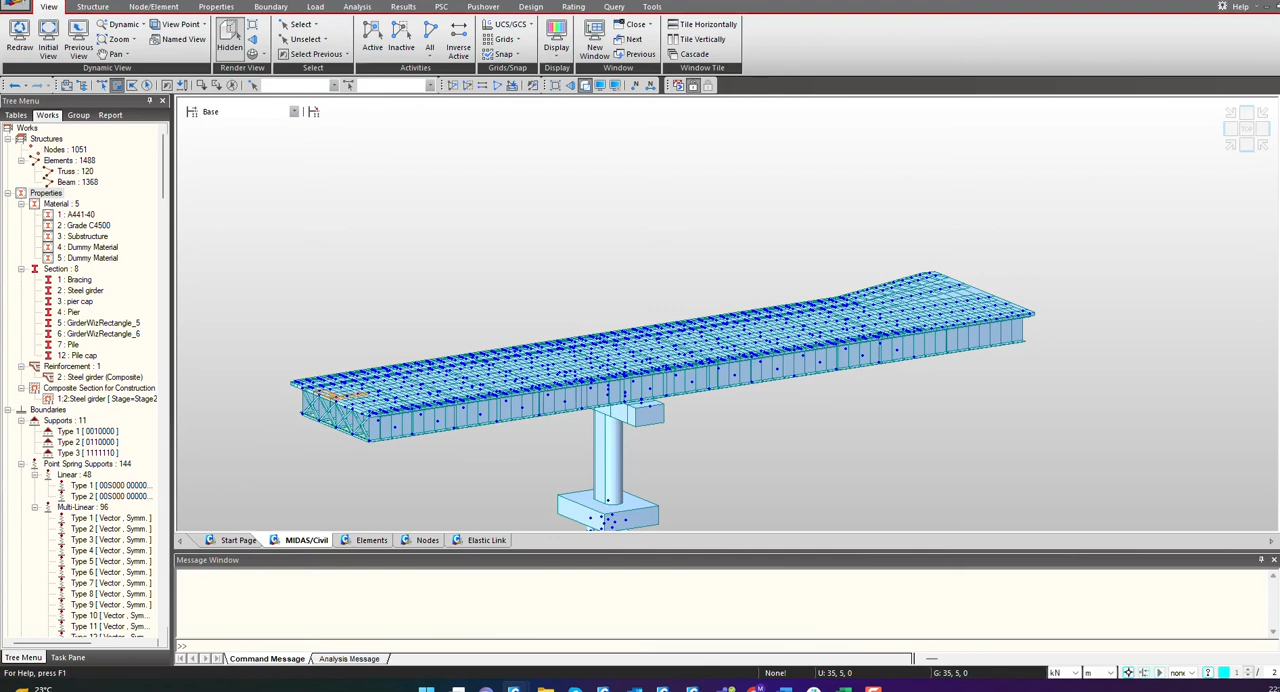 View Structure Node/Element Properties Boundary Load Analysis Results PSC Pushover Design Rating Query Tools Help
Redraw Initial View Previous View Dynamic Zoom Pan View Point Named View
Hidden Select Unselect Select Previous
Active Inactive All Inverse Active
UCS/GCS Grids Snap Display
New Window Close Next Previous
Tile Horizontally Tile Vertically Cascade
Dynamic View Render View Select Activities Grids/Snap Display Window Window Tile
Tree Menu
Tables Works Group Report
Base
TOP
Works
Structures
Nodes : 1051
Elements : 1488
Truss : 120
Beam : 1368
Properties
Material : 5
1 : A441-40
2 : Grade C4500
3 : Substructure
4 : Dummy Material
5 : Dummy Material
Section : 8
1 : Bracing
2 : Steel girder
3 : pier cap
4 : Pier
5 : GirderWizRectangle_5
6 : GirderWizRectangle_6
7 : Pile
12 : Pile cap
Reinforcement : 1
2 : Steel girder (Composite)
Composite Section for Construction
1:2:Steel girder [ Stage=Stage2
Boundaries
Supports : 11
Type 1 [ 0010000 ]
Type 2 [ 0110000 ]
Type 3 [ 1111110 ]
Point Spring Supports : 144
Linear : 48
Type 1 [ 00S000 00000...
Type 2 [ 00S000 00000...
Multi-Linear : 96
Type 1 [ Vector , Symm. ]
Type 2 [ Vector , Symm. ]
Type 3 [ Vector , Symm. ]
Type 4 [ Vector , Symm. ]
Type 5 [ Vector , Symm. ]
Type 6 [ Vector , Symm. ]
Type 7 [ Vector , Symm. ]
Type 8 [ Vector , Symm. ]
Type 9 [ Vector , Symm. ]
Type 10 [ Vector , Sym...
Type 11 [ Vector , Sym...
Start Page MIDAS/Civil Elements Nodes Elastic Link
Message Window
>>
Tree Menu Task Pane
Command Message Analysis Message
For Help, press F1
None! U: 35, 5, 0 G: 35, 5, 0 kN m none ? 1 / 2
23°C